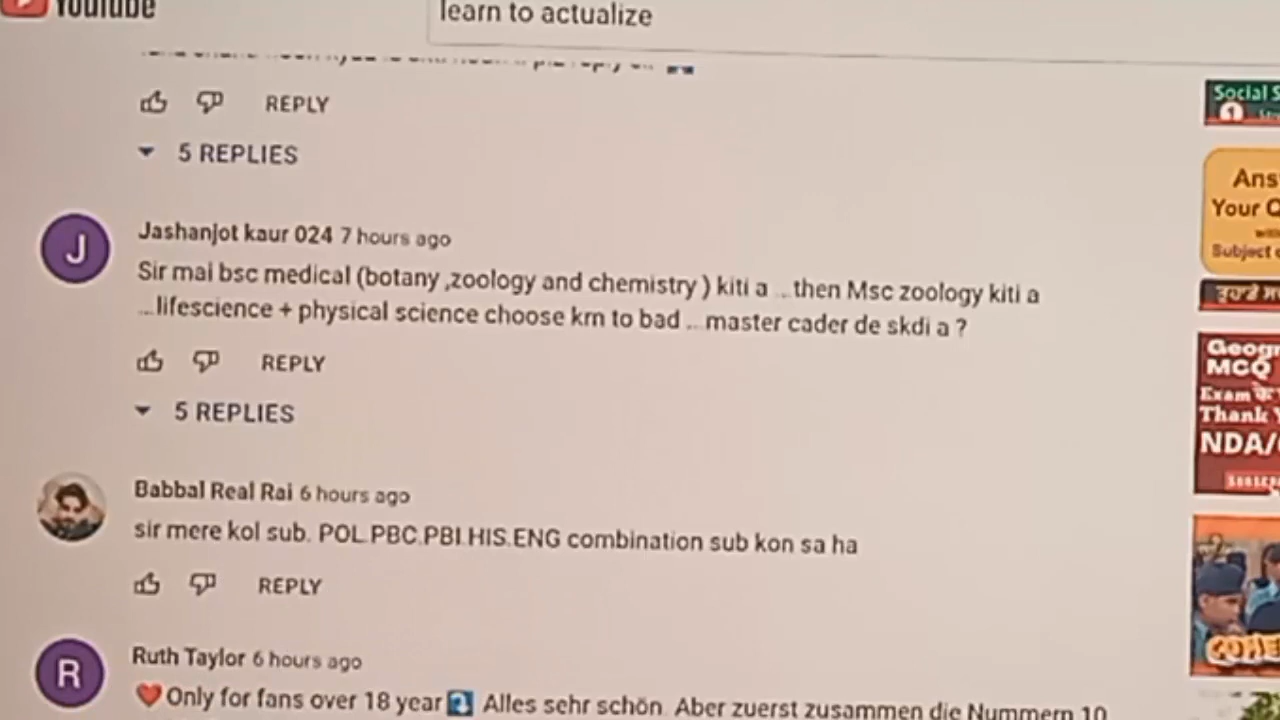 YouTube
learn to actualize
REPLY
5 REPLIES
J
Jashanjot kaur 024 7 hours ago
Sir mai bsc medical (botany ,zoology and chemistry ) kiti a ...then Msc zoology kiti a
...lifescience + physical science choose krn to bad ... master cader de skdi a ?
REPLY
5 REPLIES
Babbal Real Rai 6 hours ago
sir mere kol sub. POL.PBC.PBI.HIS.ENG combination sub kon sa ha
REPLY
R
Ruth Taylor 6 hours ago
❤️Only for fans over 18 year⤵️ Alles sehr schön. Aber zuerst zusammen die Nummern 10
Social S
1
Ans
Your
Subject
Geogr
MCQ
Exam के
Thank
NDA/
COME